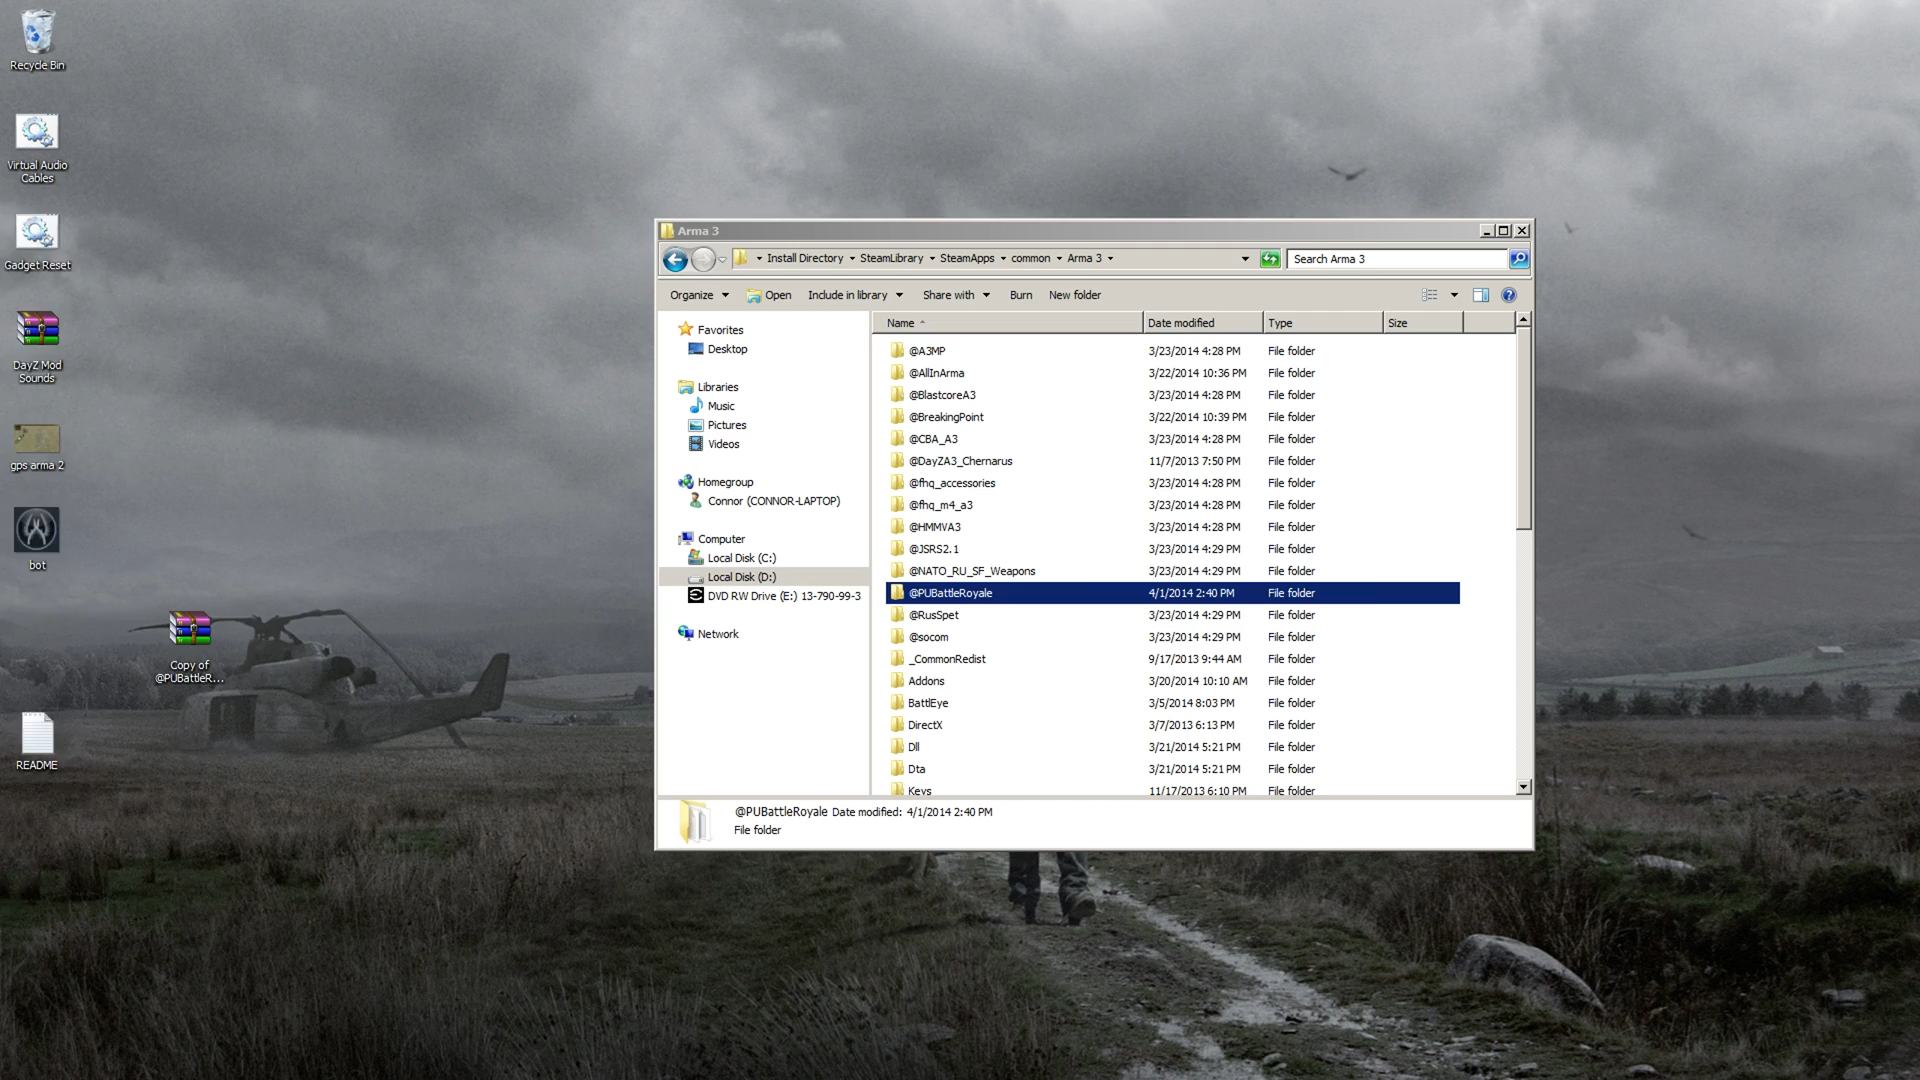 Recycle Bin
Virtual Audio
Cables
Gadget Reset
DayZ Mod
Sounds
gps arma 2
bot
Copy of
@PUBattleR...
README
Arma 3
Install Directory SteamLibrary SteamApps common Arma 3
Search Arma 3
Organize Open Include in library Share with Burn New folder
Favorites
Desktop
Libraries
Music
Pictures
Videos
Homegroup
Connor (CONNOR-LAPTOP)
Computer
Local Disk (C:)
Local Disk (D:)
DVD RW Drive (E:) 13-790-99-3
Network
Name Date modified Type Size
@A3MP 3/23/2014 4:28 PM File folder
@AllInArma 3/22/2014 10:36 PM File folder
@BlastcoreA3 3/23/2014 4:28 PM File folder
@BreakingPoint 3/22/2014 10:39 PM File folder
@CBA_A3 3/23/2014 4:28 PM File folder
@DayZA3_Chernarus 11/7/2013 7:50 PM File folder
@fhq_accessories 3/23/2014 4:28 PM File folder
@fhq_m4_a3 3/23/2014 4:28 PM File folder
@HMMVA3 3/23/2014 4:28 PM File folder
@JSRS2.1 3/23/2014 4:29 PM File folder
@NATO_RU_SF_Weapons 3/23/2014 4:29 PM File folder
@PUBattleRoyale 4/1/2014 2:40 PM File folder
@RusSpet 3/23/2014 4:29 PM File folder
@socom 3/23/2014 4:29 PM File folder
_CommonRedist 9/17/2013 9:44 AM File folder
Addons 3/20/2014 10:10 AM File folder
BattlEye 3/5/2014 8:03 PM File folder
DirectX 3/7/2013 6:13 PM File folder
Dll 3/21/2014 5:21 PM File folder
Dta 3/21/2014 5:21 PM File folder
Keys 11/17/2013 6:10 PM File folder
@PUBattleRoyale Date modified: 4/1/2014 2:40 PM
File folder